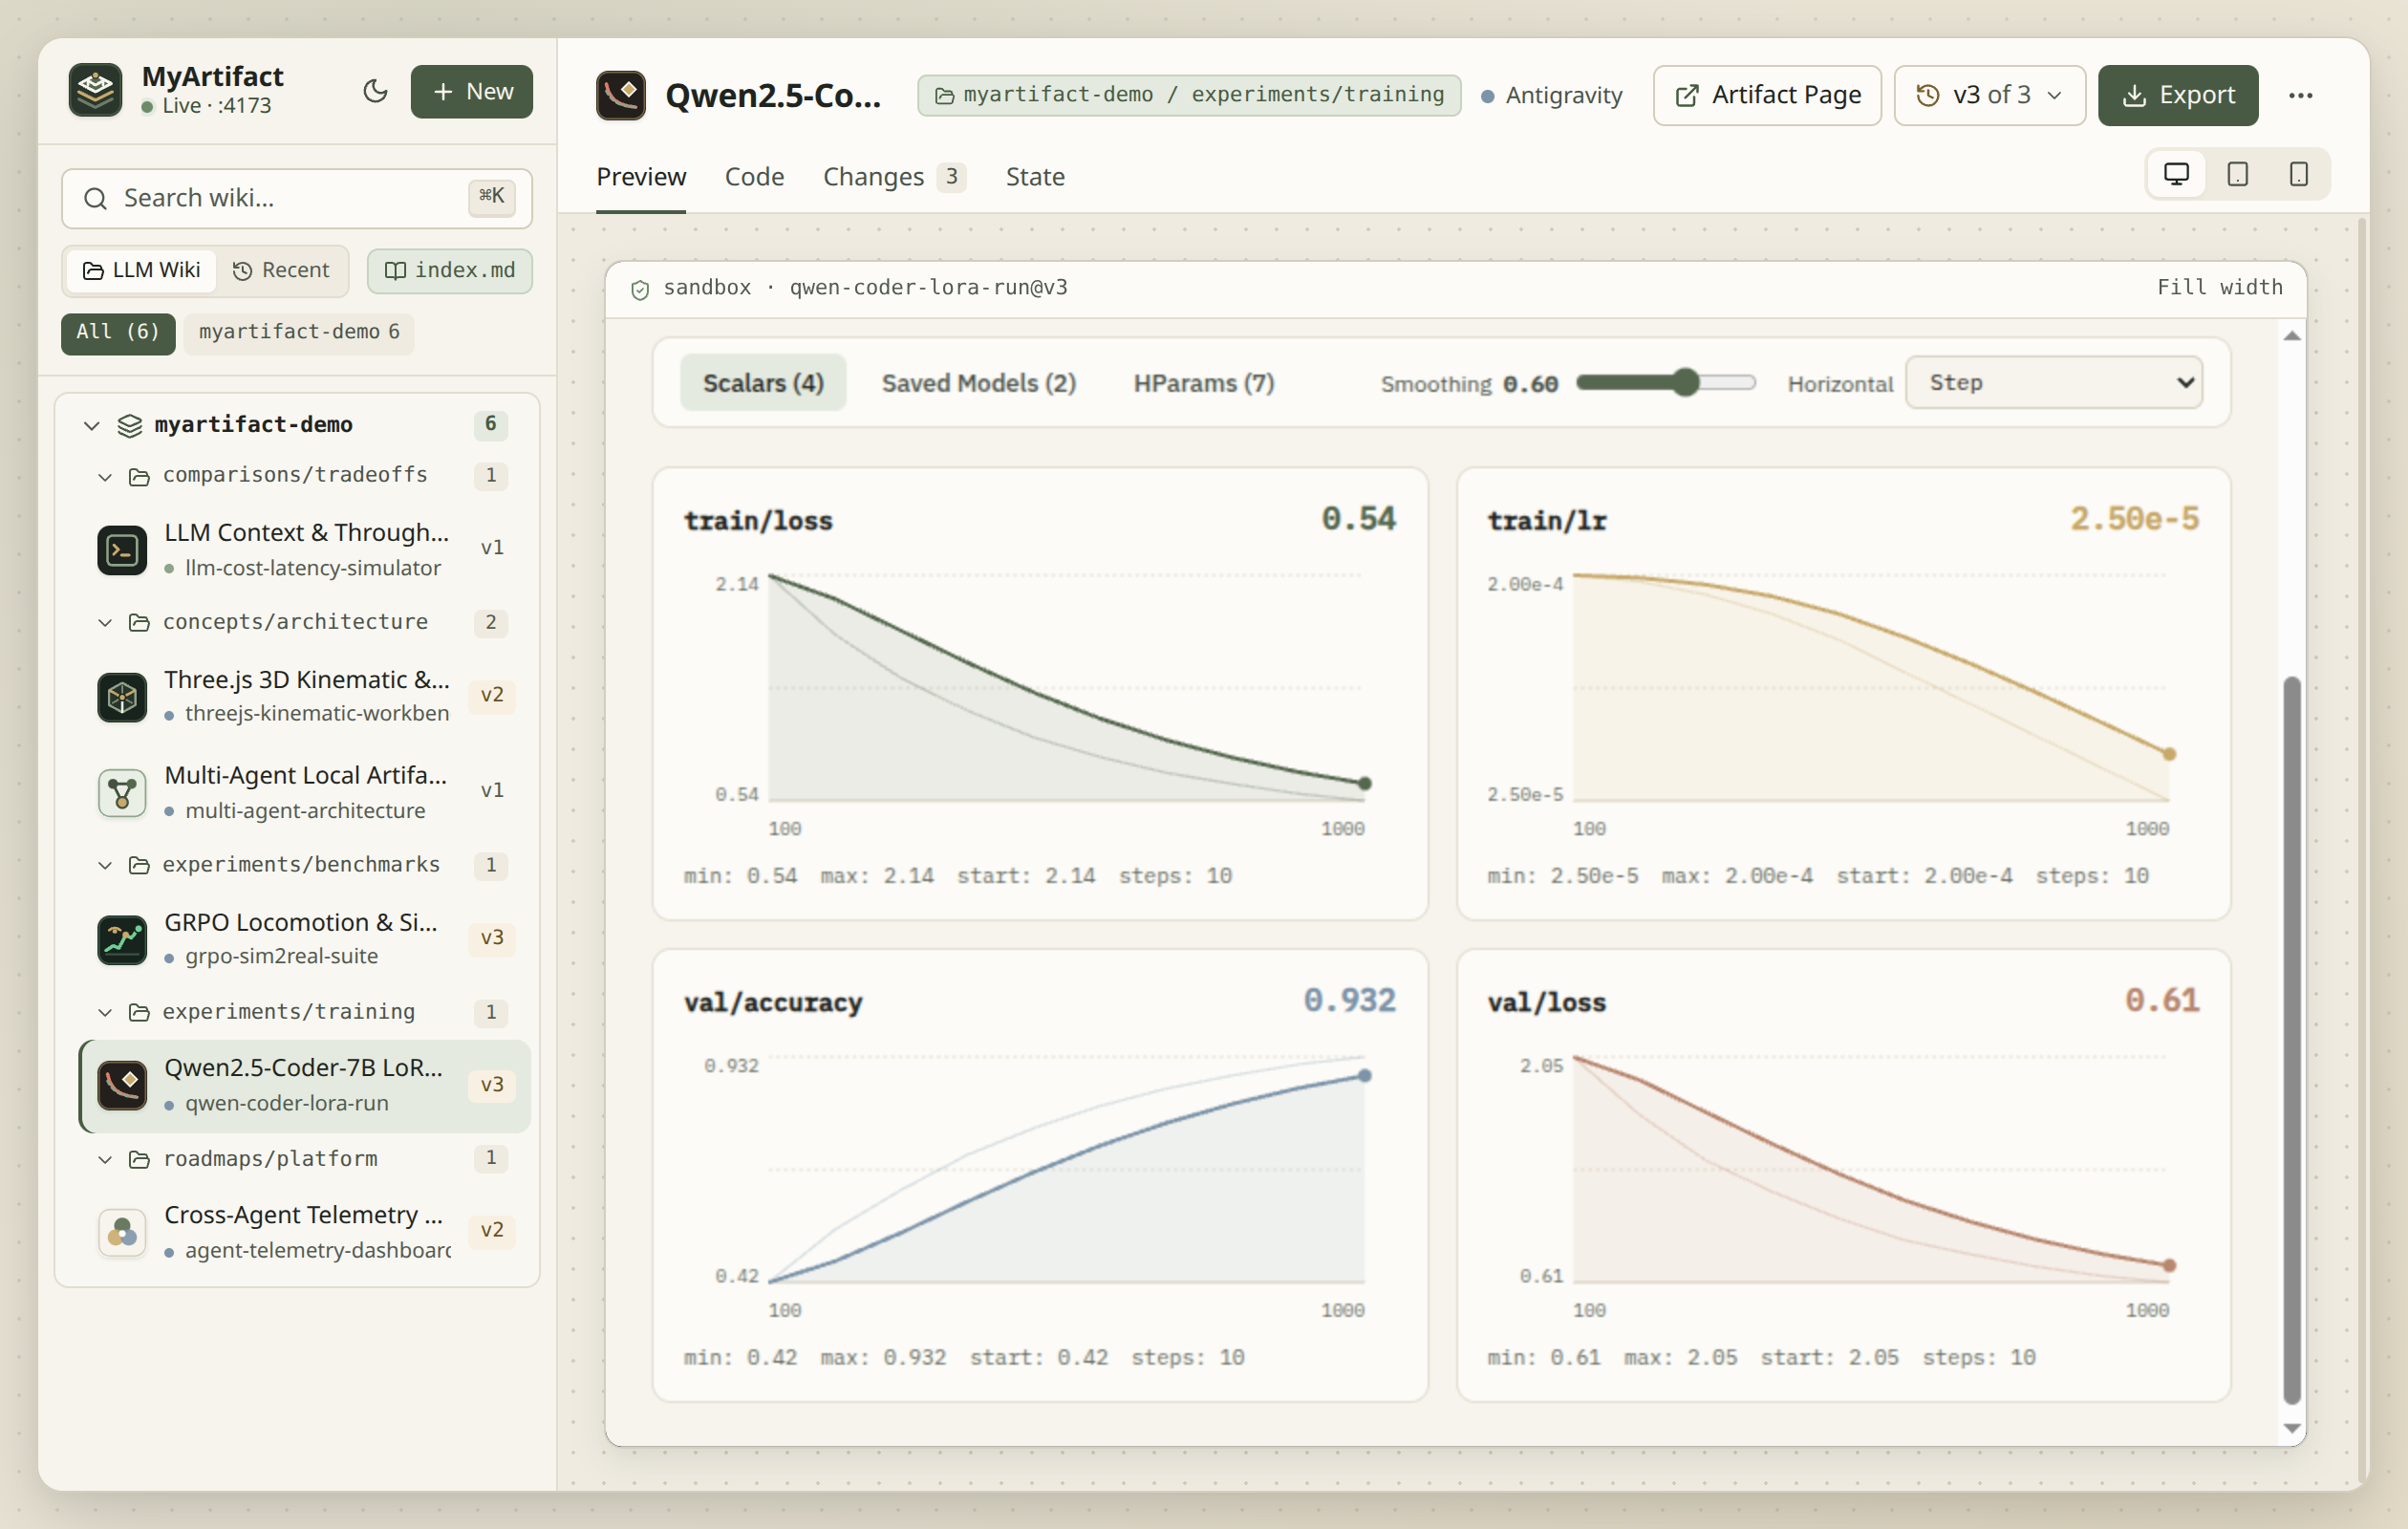 MyArtifact
Live · :4173
New
Search wiki...
⌘K
LLM Wiki
Recent
index.md
All (6)
myartifact-demo 6
myartifact-demo
6
comparisons/tradeoffs
1
LLM Context & Through...
v1
llm-cost-latency-simulator
concepts/architecture
2
Three.js 3D Kinematic &...
v2
threejs-kinematic-workben
Multi-Agent Local Artifa...
v1
multi-agent-architecture
experiments/benchmarks
1
GRPO Locomotion & Si...
v3
grpo-sim2real-suite
experiments/training
1
Qwen2.5-Coder-7B LoR...
v3
qwen-coder-lora-run
roadmaps/platform
1
Cross-Agent Telemetry ...
v2
agent-telemetry-dashboard
Qwen2.5-Co...
myartifact-demo / experiments/training
Antigravity
Artifact Page
v3 of 3
Export
Preview
Code
Changes 3
State
sandbox · qwen-coder-lora-run@v3
Fill width
Scalars (4)
Saved Models (2)
HParams (7)
Smoothing 0.60
Horizontal
Step
train/loss
0.54
2.14
0.54
100
1000
min: 0.54 max: 2.14 start: 2.14 steps: 10
train/lr
2.50e-5
2.00e-4
2.50e-5
100
1000
min: 2.50e-5 max: 2.00e-4 start: 2.00e-4 steps: 10
val/accuracy
0.932
0.932
0.42
100
1000
min: 0.42 max: 0.932 start: 0.42 steps: 10
val/loss
0.61
2.05
0.61
100
1000
min: 0.61 max: 2.05 start: 2.05 steps: 10